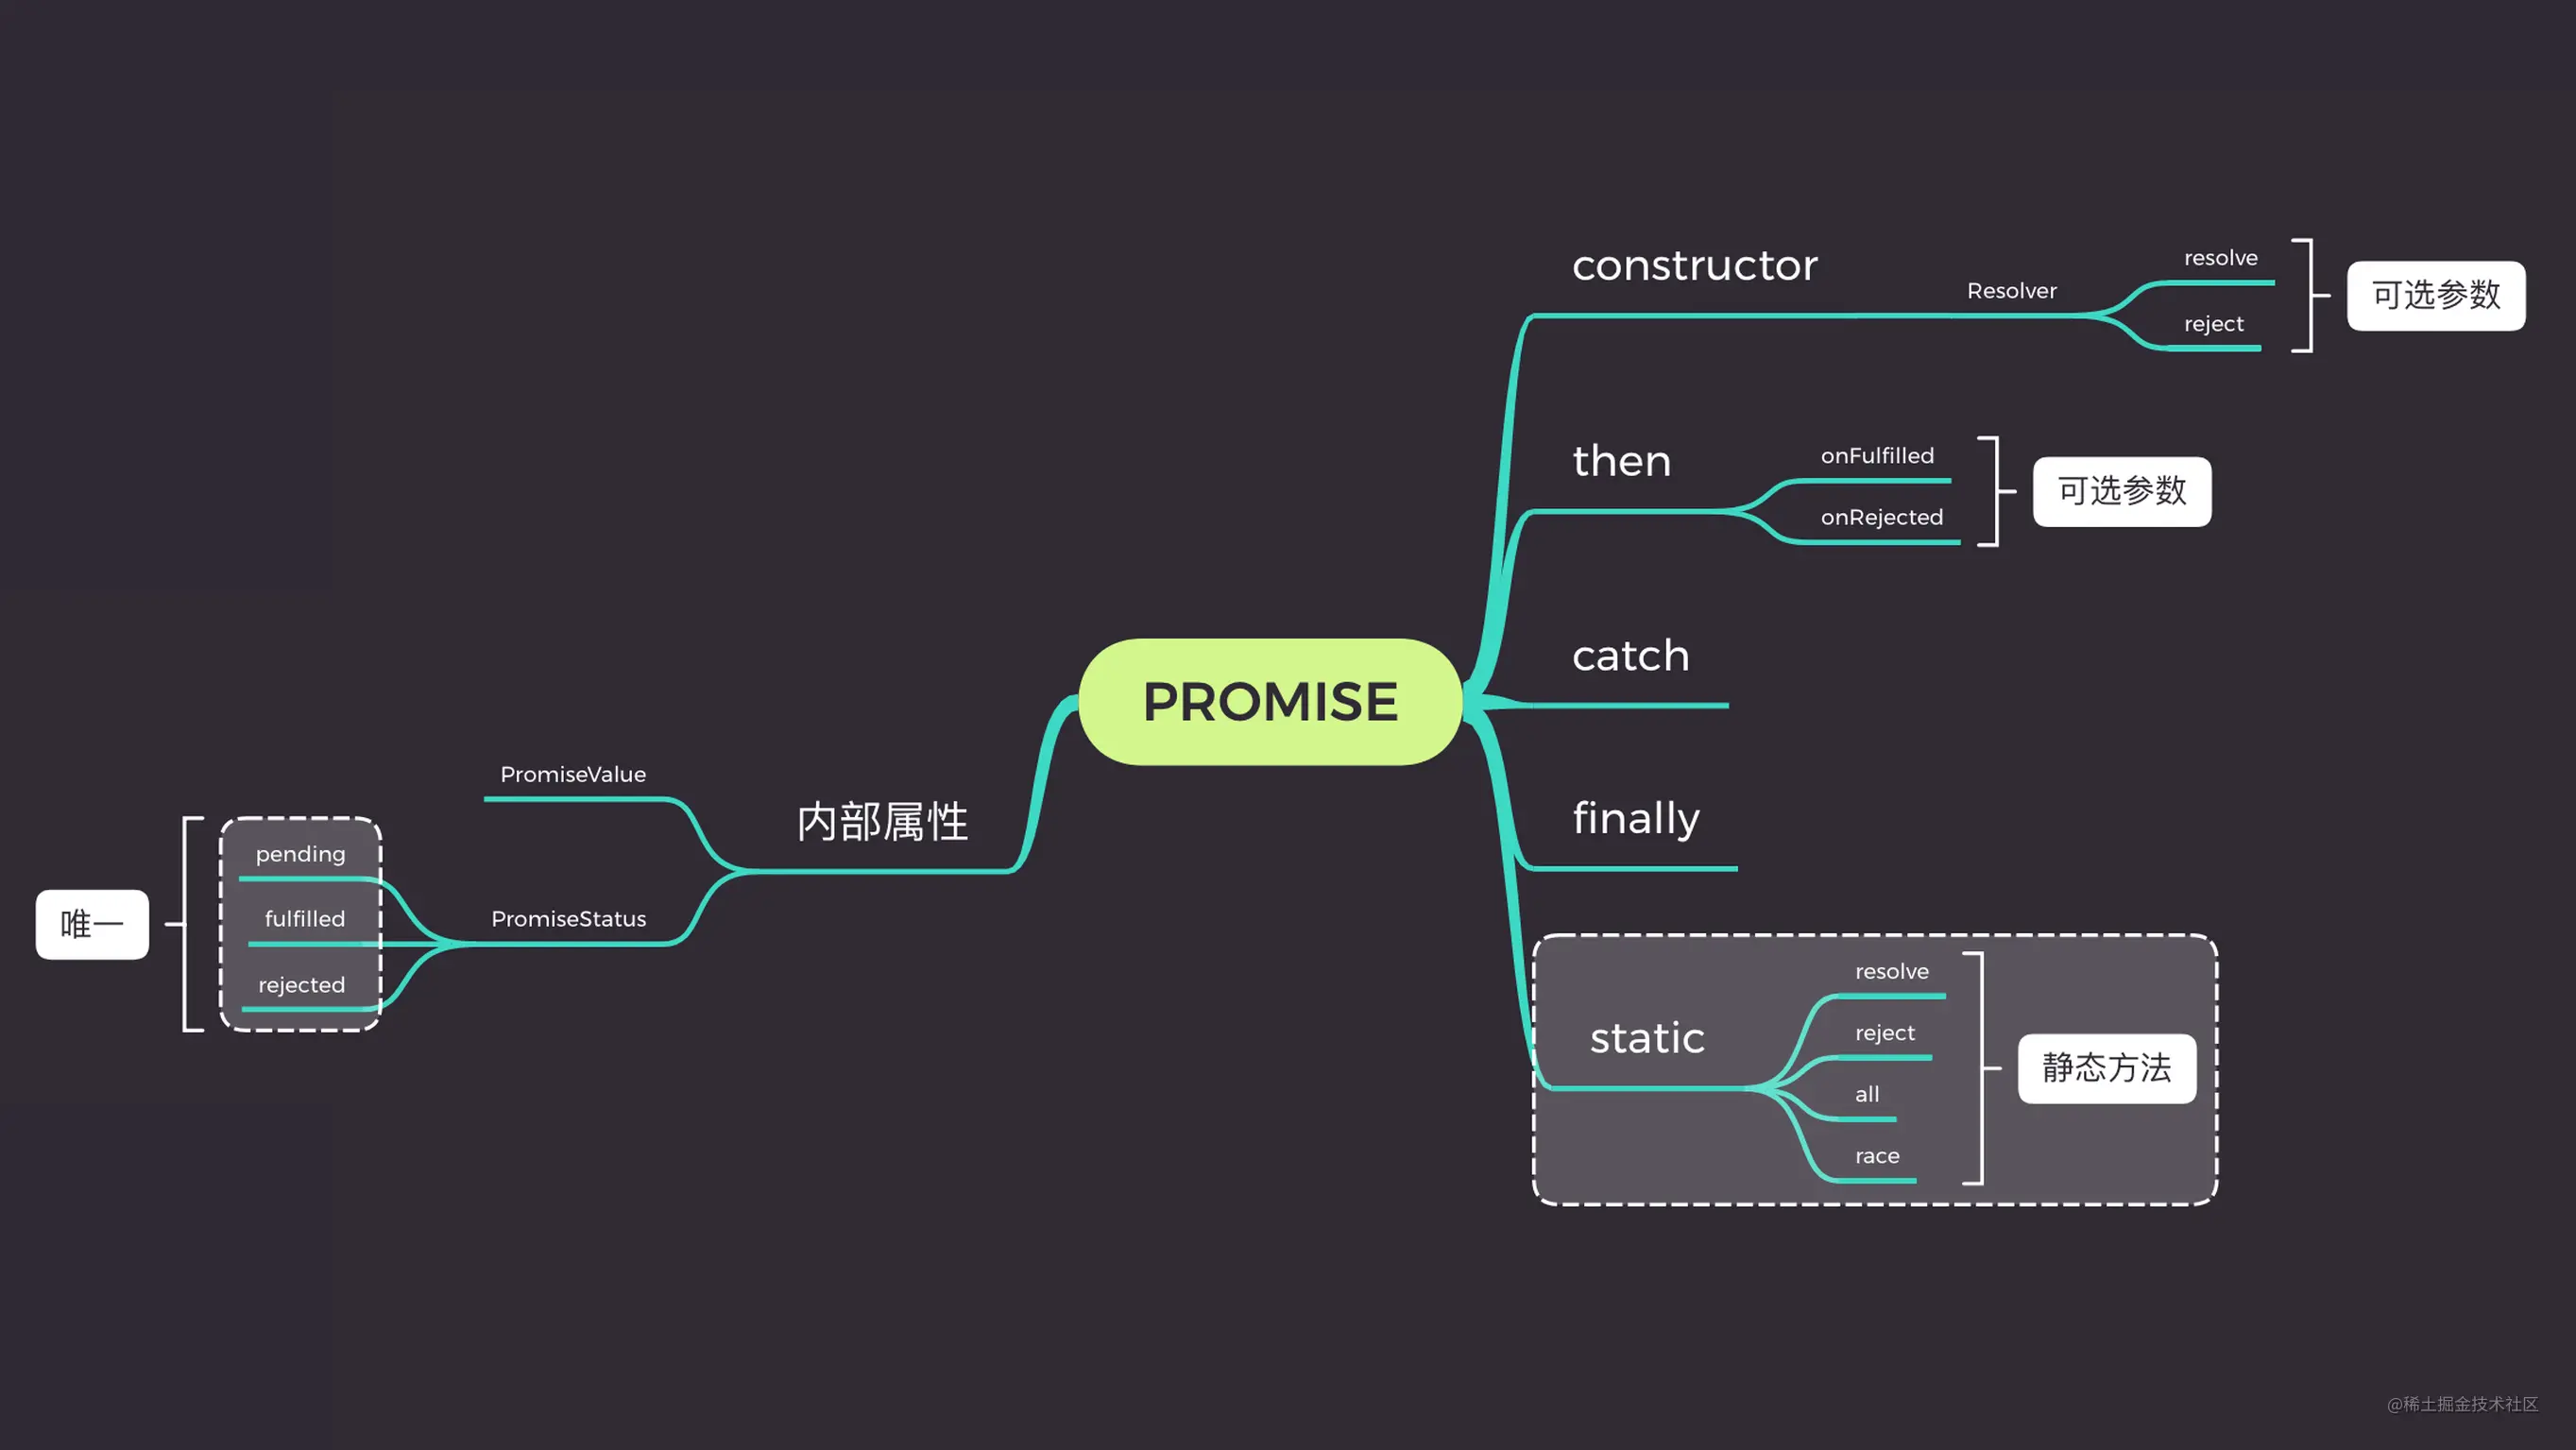 PROMISE
constructor
Resolver
resolve
reject
可选参数
then
onFulfilled
onRejected
可选参数
catch
finally
static
resolve
reject
all
race
静态方法
内部属性
PromiseValue
PromiseStatus
pending
fulfilled
rejected
唯一
@稀土掘金技术社区